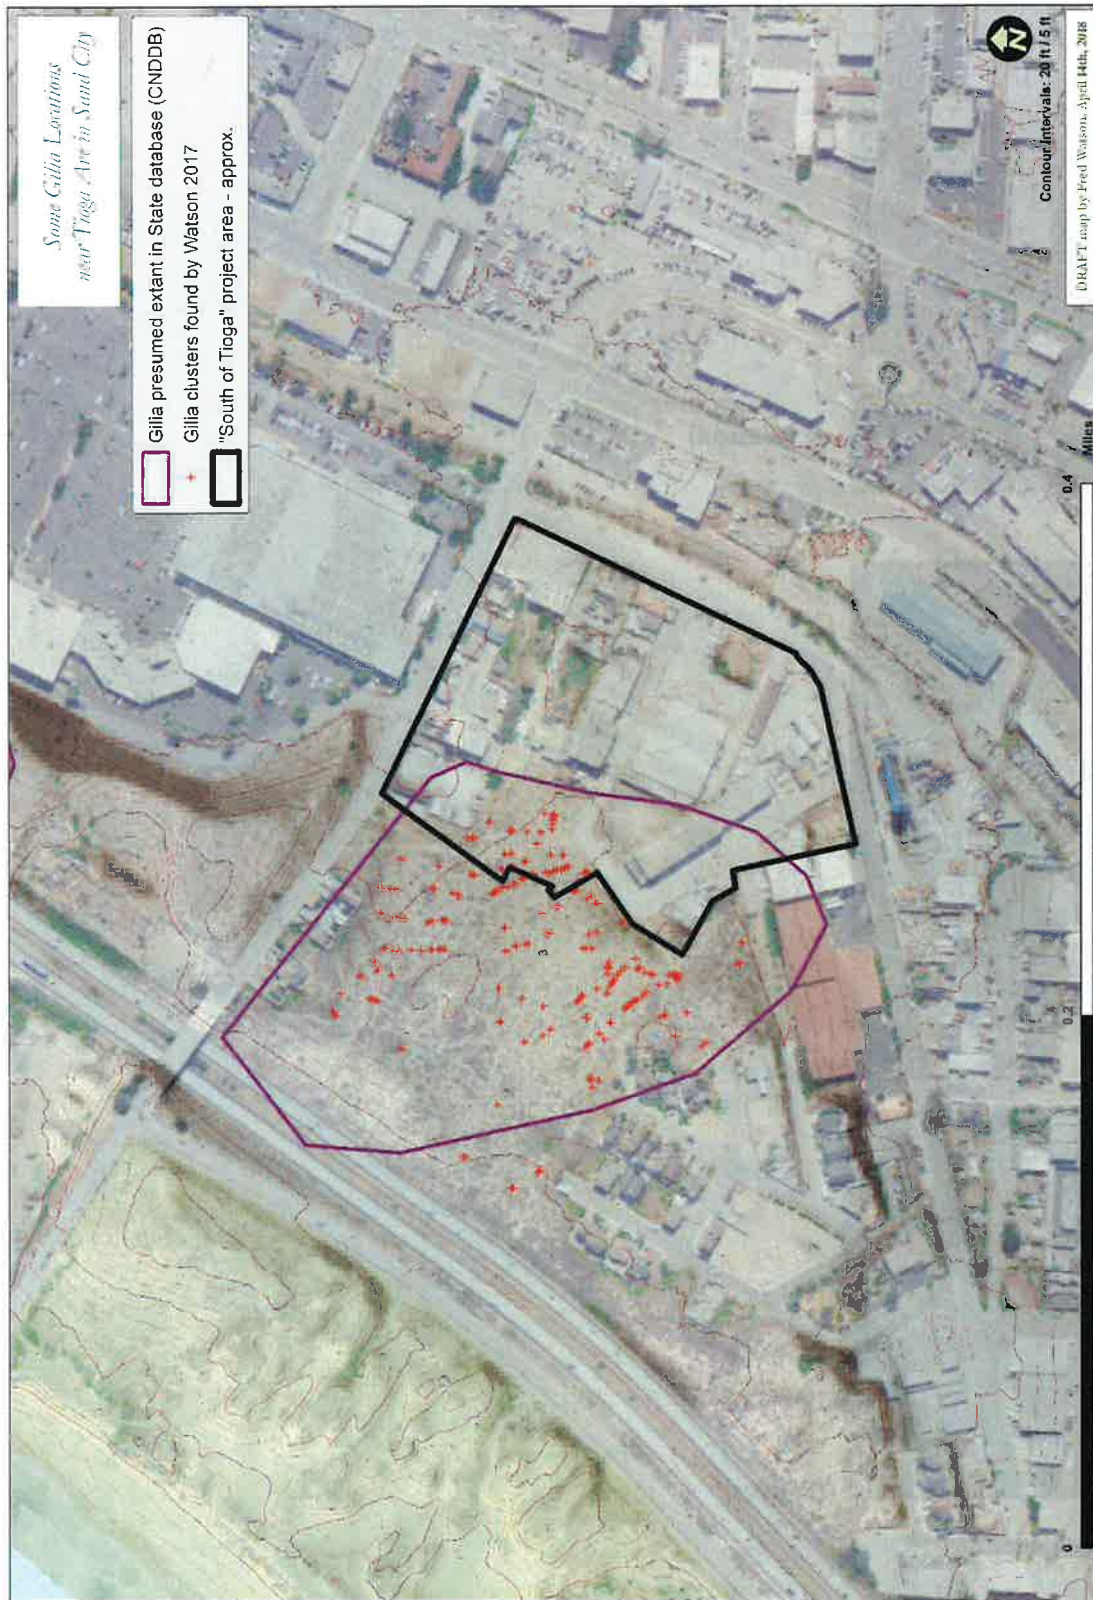 Some Gilia Locations
near Tioga Ave in Sand City
Gilia presumed extant in State database (CNDDB)
Gilia clusters found by Watson 2017
"South of Tioga" project area - approx.
N
Contour Intervals: 20 ft / 5 ft
DRAFT map by Fred Watson, April 14th, 2018
0
0.2
0.4
Miles
3